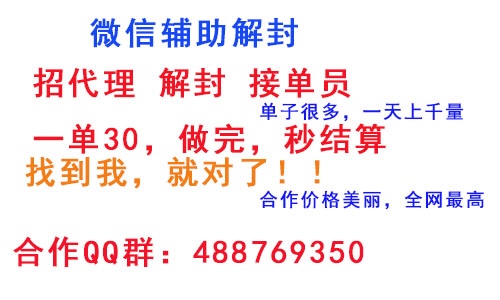 微信辅助解封
招代理 解封 接单员
单子很多，一天上千量
一单30，做完，秒结算
找到我，就对了！！
合作价格美丽，全网最高
合作QQ群：488769350